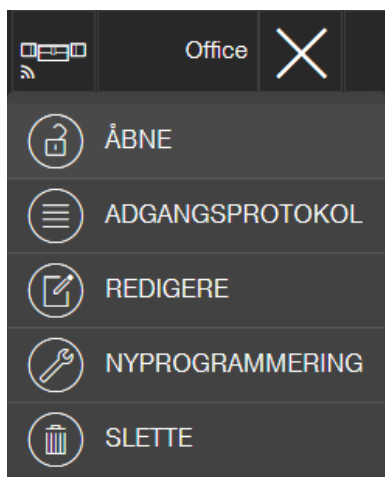 Office
ÅBNE
ADGANGSPROTOKOL
REDIGERE
NYPROGRAMMERING
SLETTE